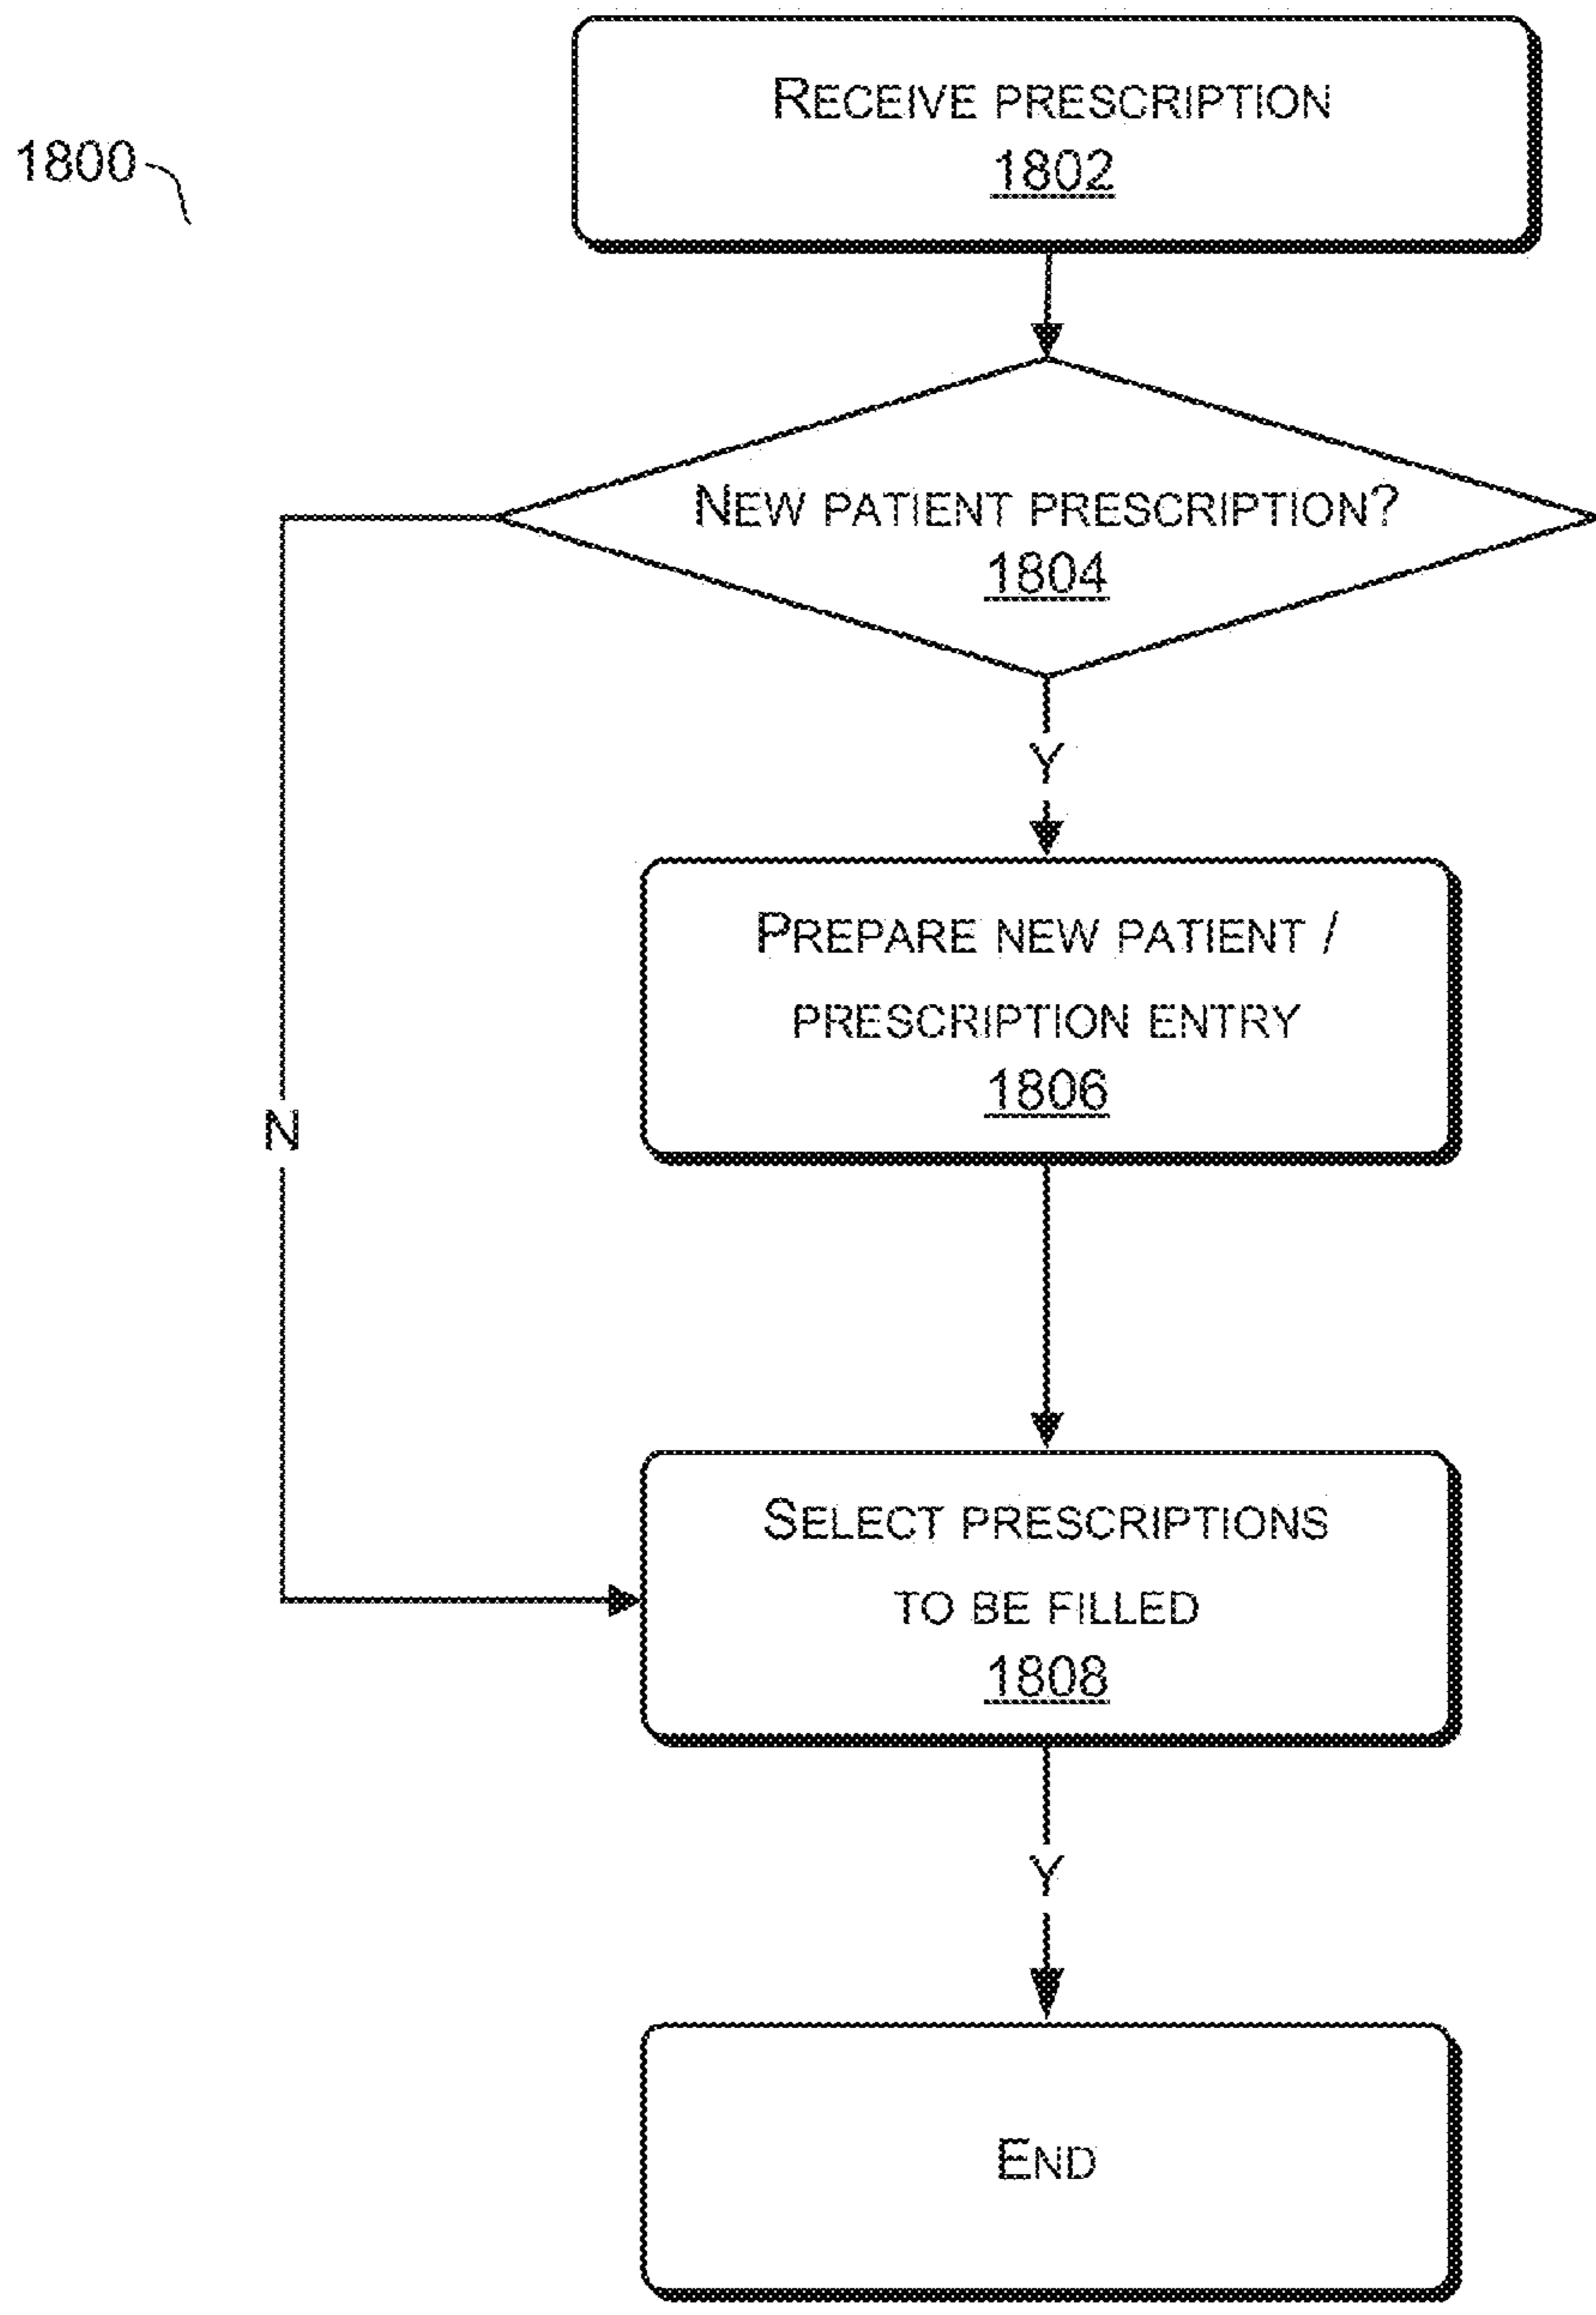 RECEIVE PRESCRIPTION
1802
1800
NEW PATIENT PRESCRIPTION?
1804
Y
PREPARE NEW PATIENT /
PRESCRIPTION ENTRY
1806
N
SELECT PRESCRIPTIONS
TO BE FILLED
1808
Y
END